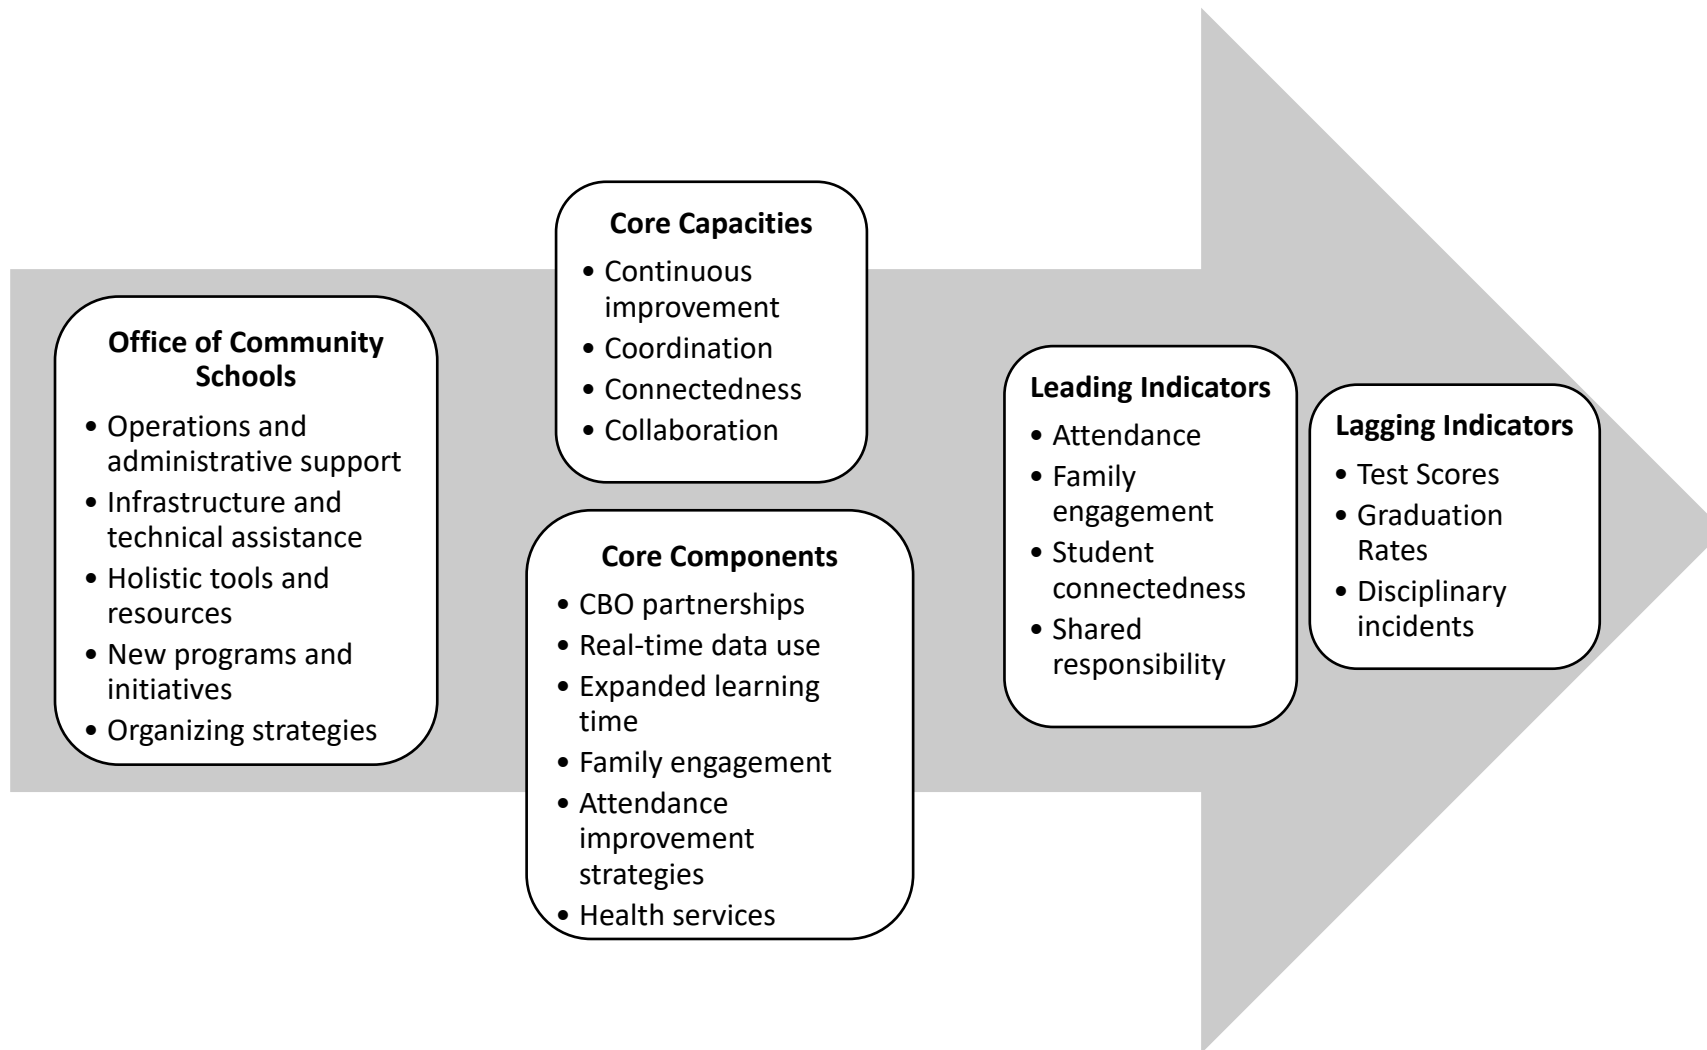 Office of Community
Schools
• Operations and
administrative support
• Infrastructure and
technical assistance
• Holistic tools and
resources
• New programs and
initiatives
• Organizing strategies
Core Capacities
• Continuous
improvement
• Coordination
• Connectedness
• Collaboration
Core Components
• CBO partnerships
• Real-time data use
• Expanded learning
time
• Family engagement
• Attendance
improvement
strategies
• Health services
Leading Indicators
• Attendance
• Family
engagement
• Student
connectedness
• Shared
responsibility
Lagging Indicators
• Test Scores
• Graduation
Rates
• Disciplinary
incidents